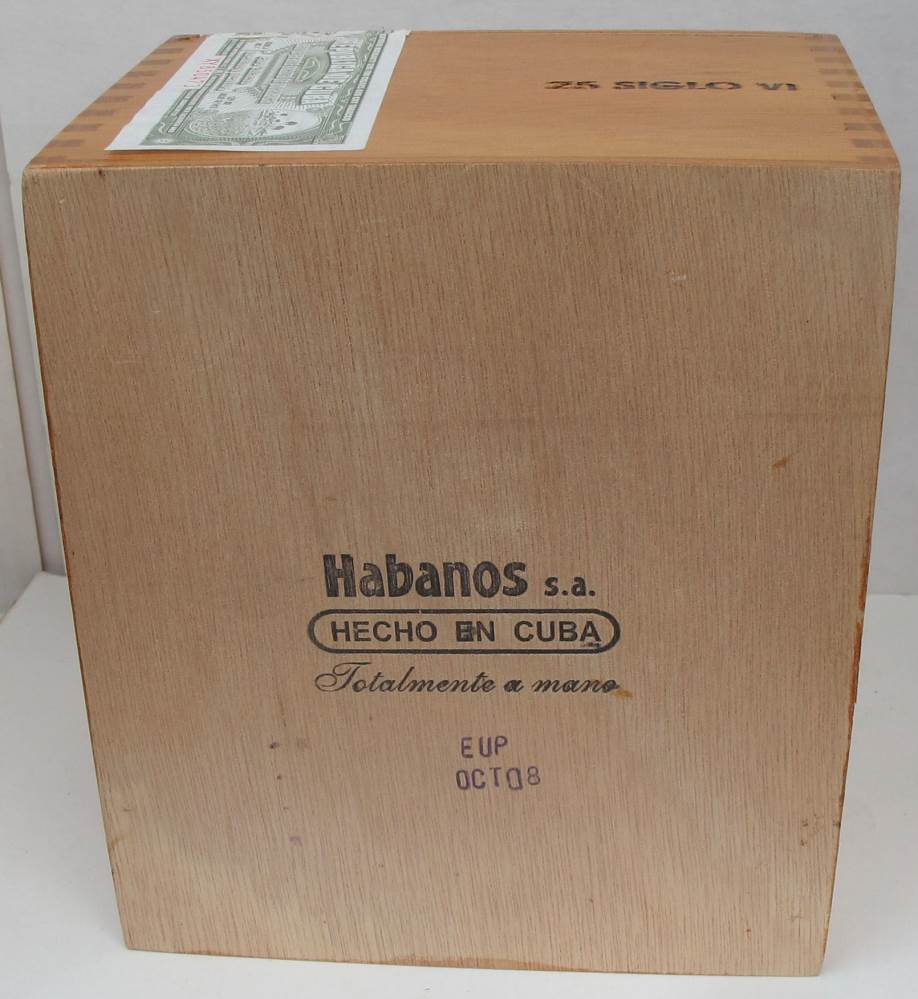 25 SIGLO VI
Habanos s.a.
HECHO EN CUBA
Totalmente a mano
EUP
OCT08